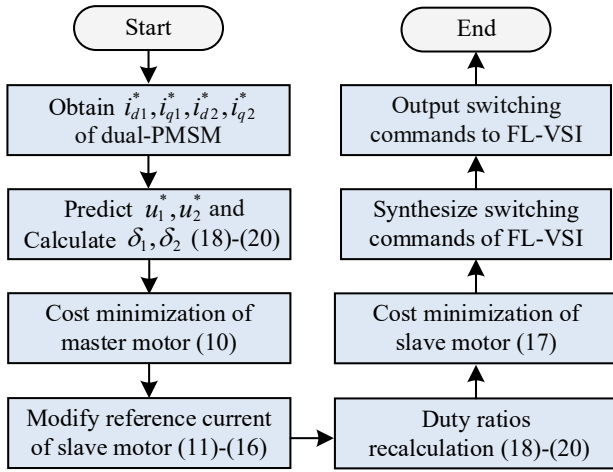 Start
Obtain i*d1, i*q1, i*d2, i*q2
of dual-PMSM
Predict u*1, u*2 and
Calculate δ1, δ2 (18)-(20)
Cost minimization of
master motor (10)
Modify reference current
of slave motor (11)-(16)
Duty ratios
recalculation (18)-(20)
Cost minimization of
slave motor (17)
Synthesize switching
commands of FL-VSI
Output switching
commands to FL-VSI
End